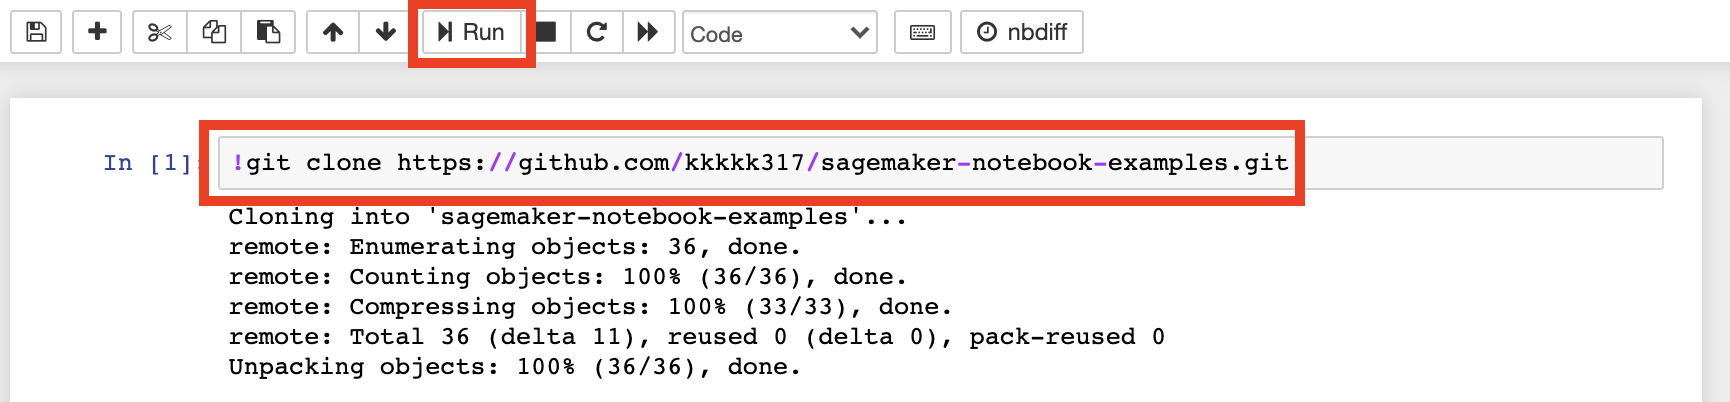 Run Code nbdiff
In [1]: !git clone https://github.com/kkkkk317/sagemaker-notebook-examples.git
Cloning into 'sagemaker-notebook-examples'...
remote: Enumerating objects: 36, done.
remote: Counting objects: 100% (36/36), done.
remote: Compressing objects: 100% (33/33), done.
remote: Total 36 (delta 11), reused 0 (delta 0), pack-reused 0
Unpacking objects: 100% (36/36), done.